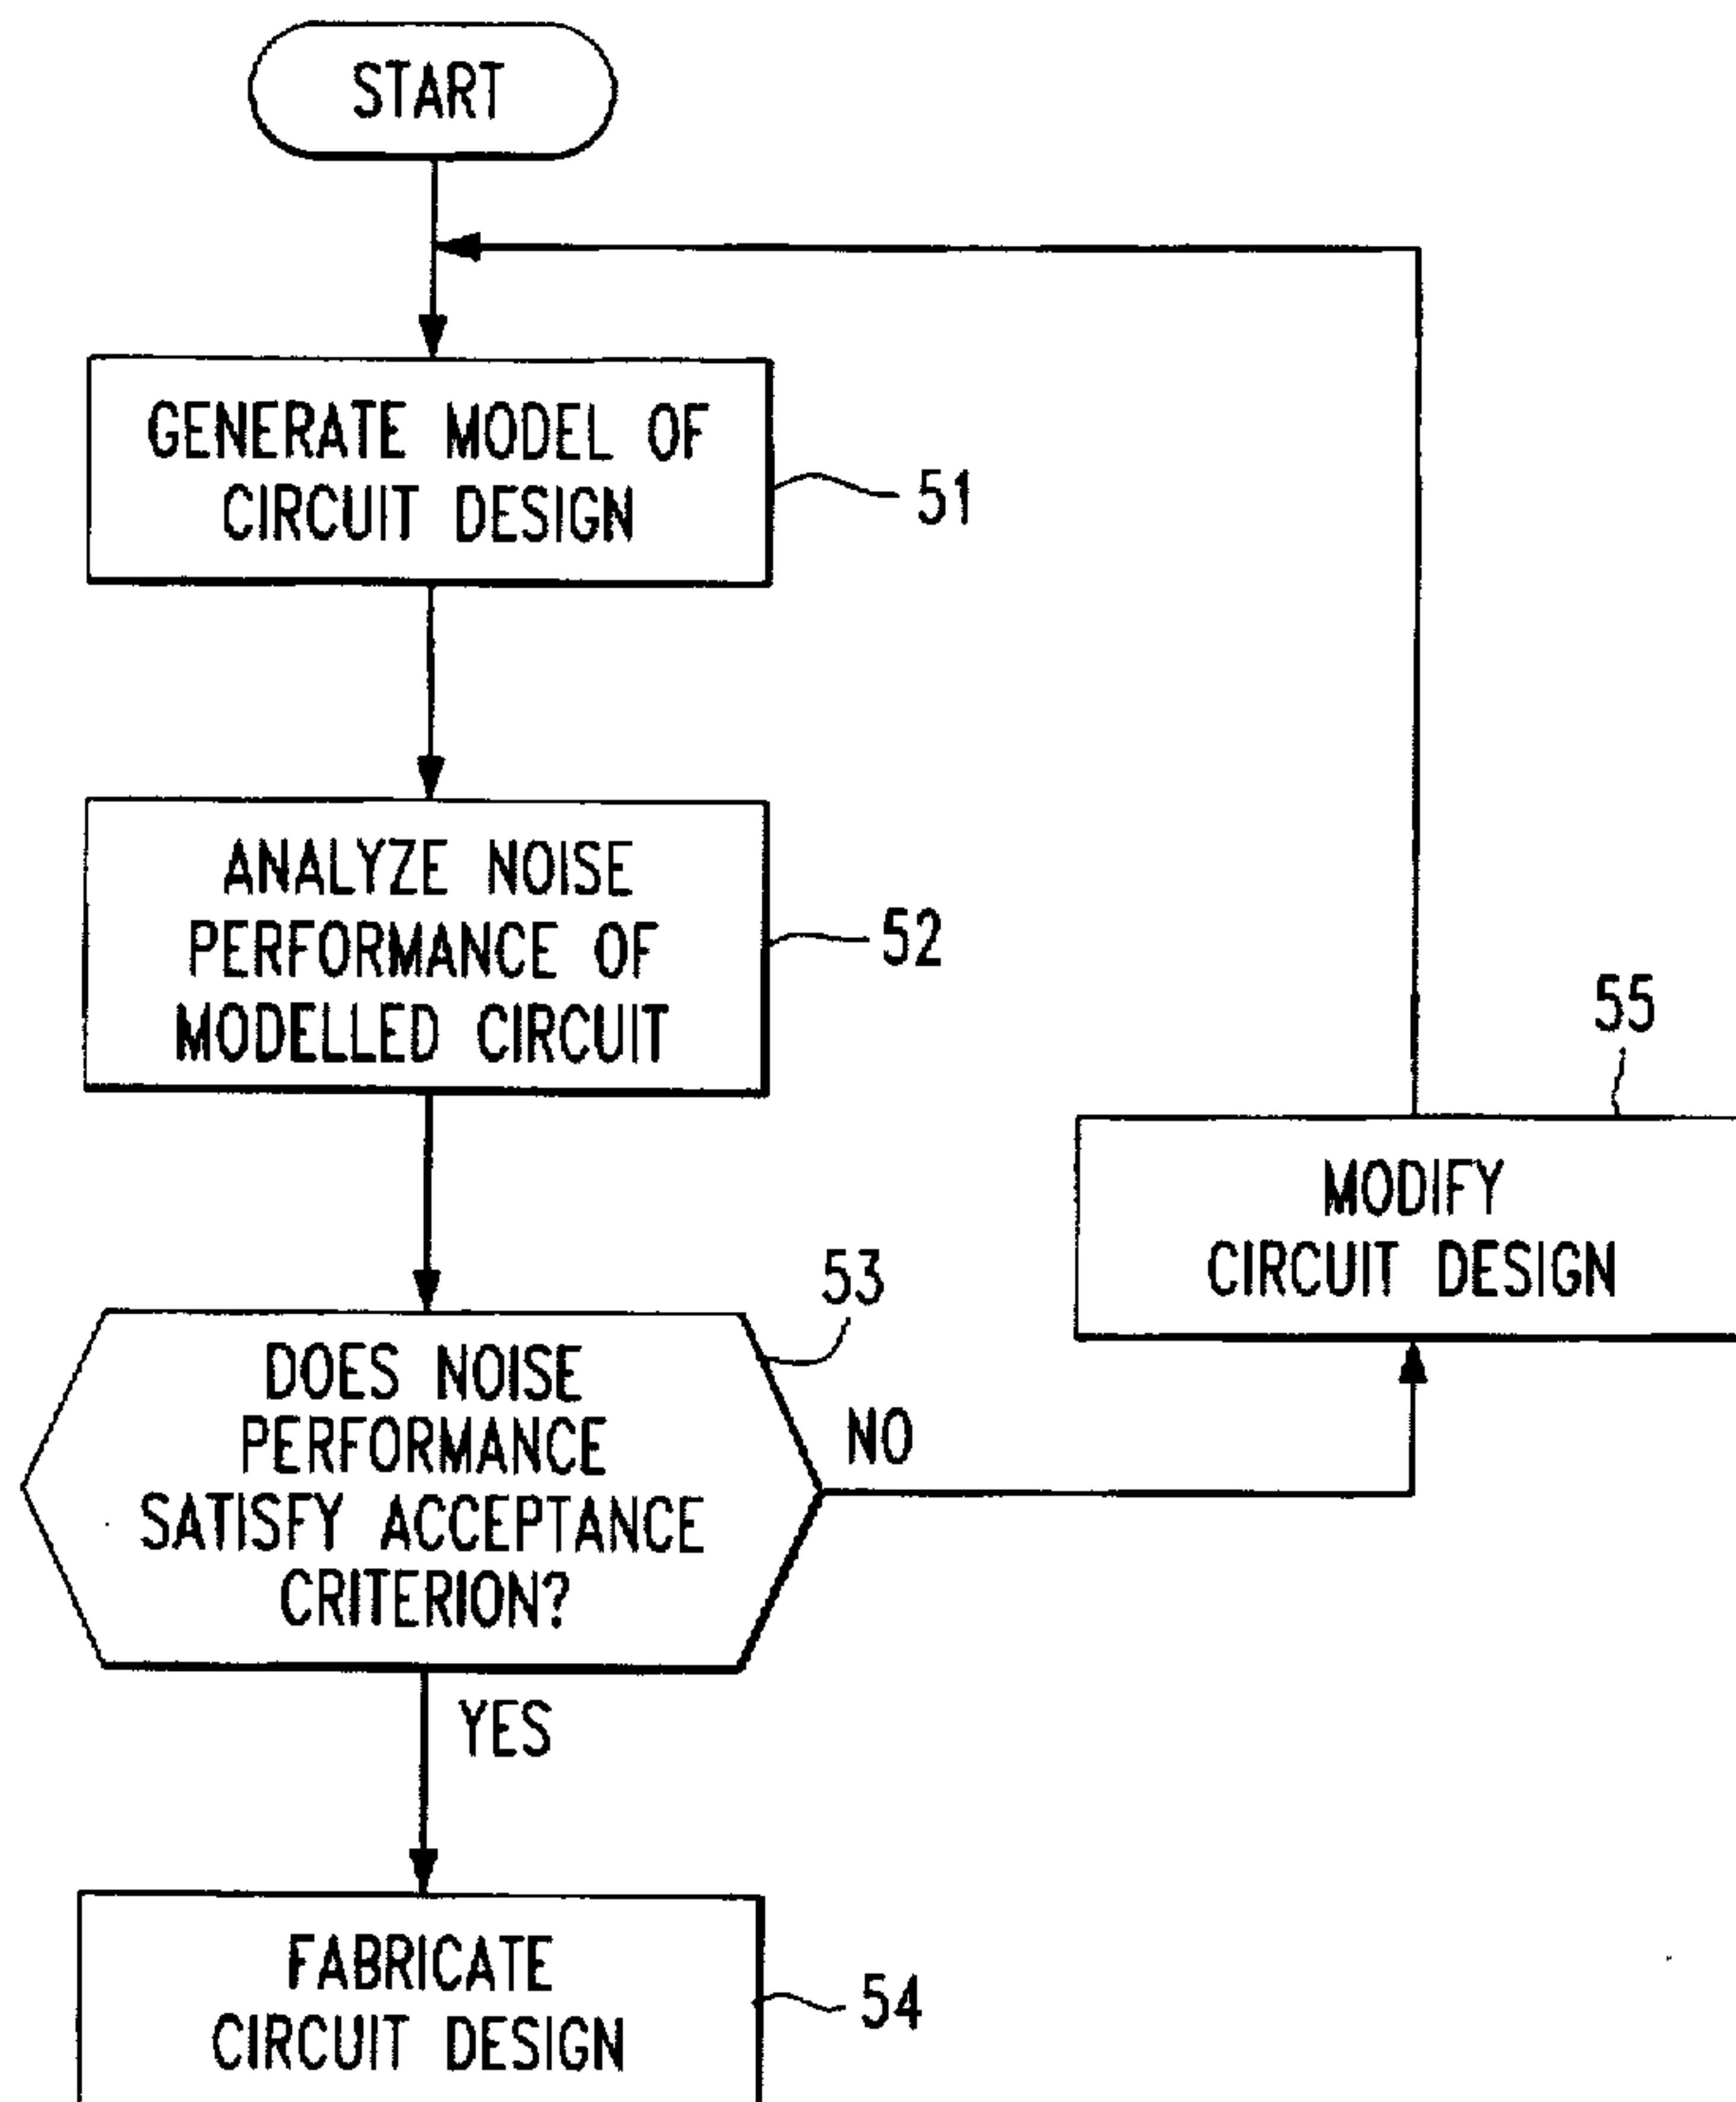 START
GENERATE MODEL OF
CIRCUIT DESIGN
51
ANALYZE NOISE
PERFORMANCE OF
MODELLED CIRCUIT
52
55
MODIFY
CIRCUIT DESIGN
53
DOES NOISE
PERFORMANCE
SATISFY ACCEPTANCE
CRITERION?
NO
YES
FABRICATE
CIRCUIT DESIGN
54